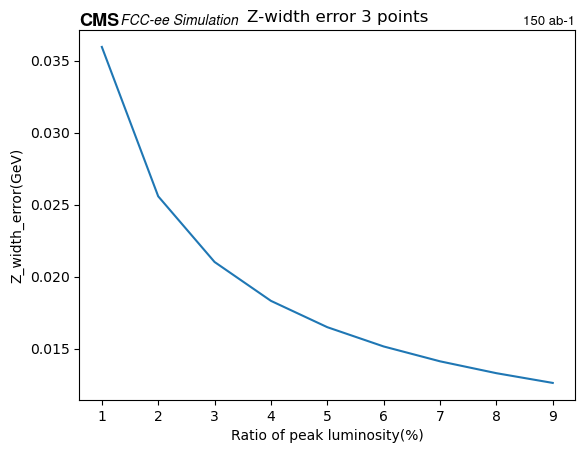 CMS FCC-ee Simulation Z-width error 3 points 150 ab-1
0.035
0.030
0.025
0.020
0.015
Z_width_error(GeV)
1 2 3 4 5 6 7 8 9
Ratio of peak luminosity(%)